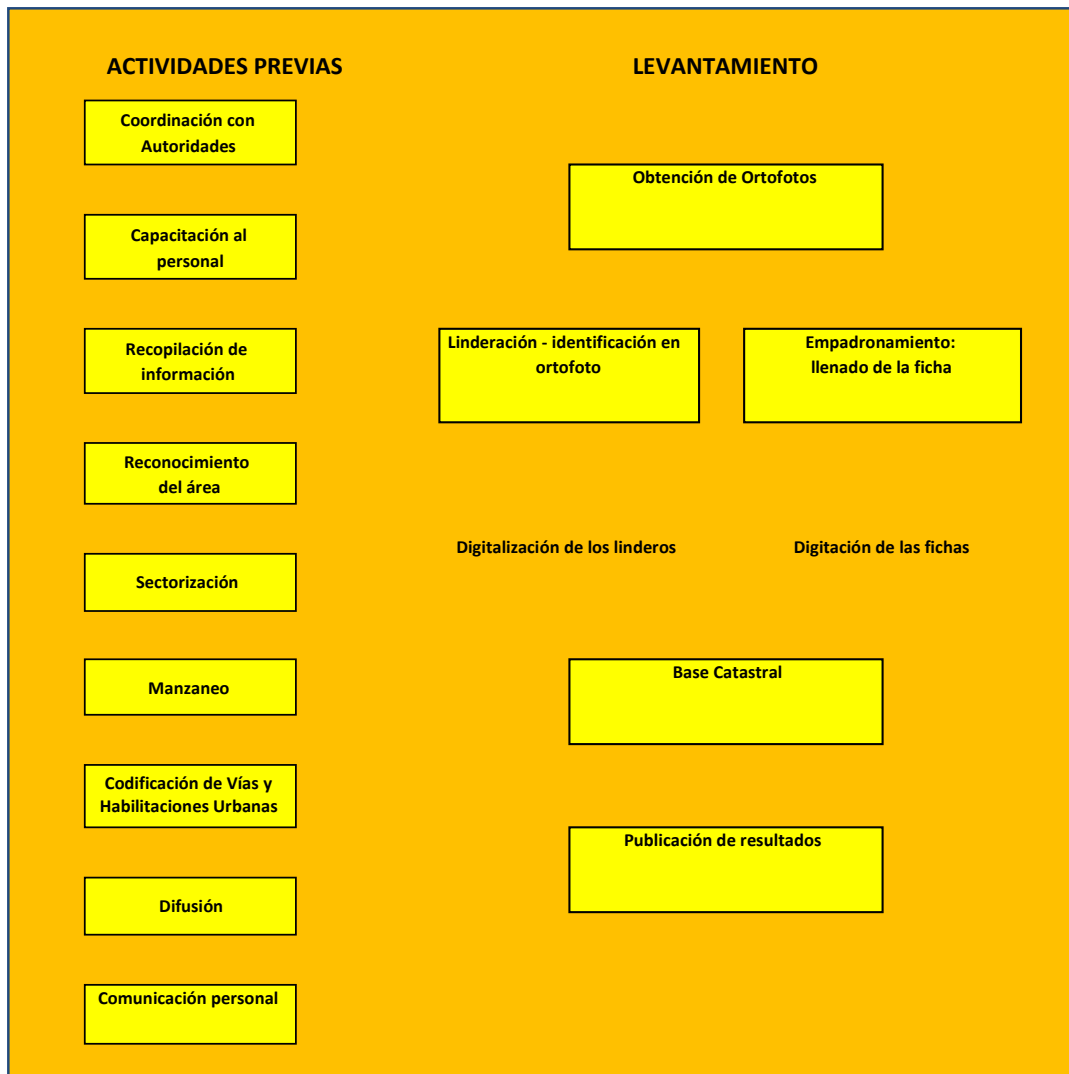 ACTIVIDADES PREVIAS
Coordinación con
Autoridades
Capacitación al
personal
Recopilación de
información
Reconocimiento
del área
Sectorización
Manzaneo
Codificación de Vías y
Habilitaciones Urbanas
Difusión
Comunicación personal
LEVANTAMIENTO
Obtención de Ortofotos
Linderación - identificación en
ortofoto
Empadronamiento:
llenado de la ficha
Digitalización de los linderos
Digitación de las fichas
Base Catastral
Publicación de resultados